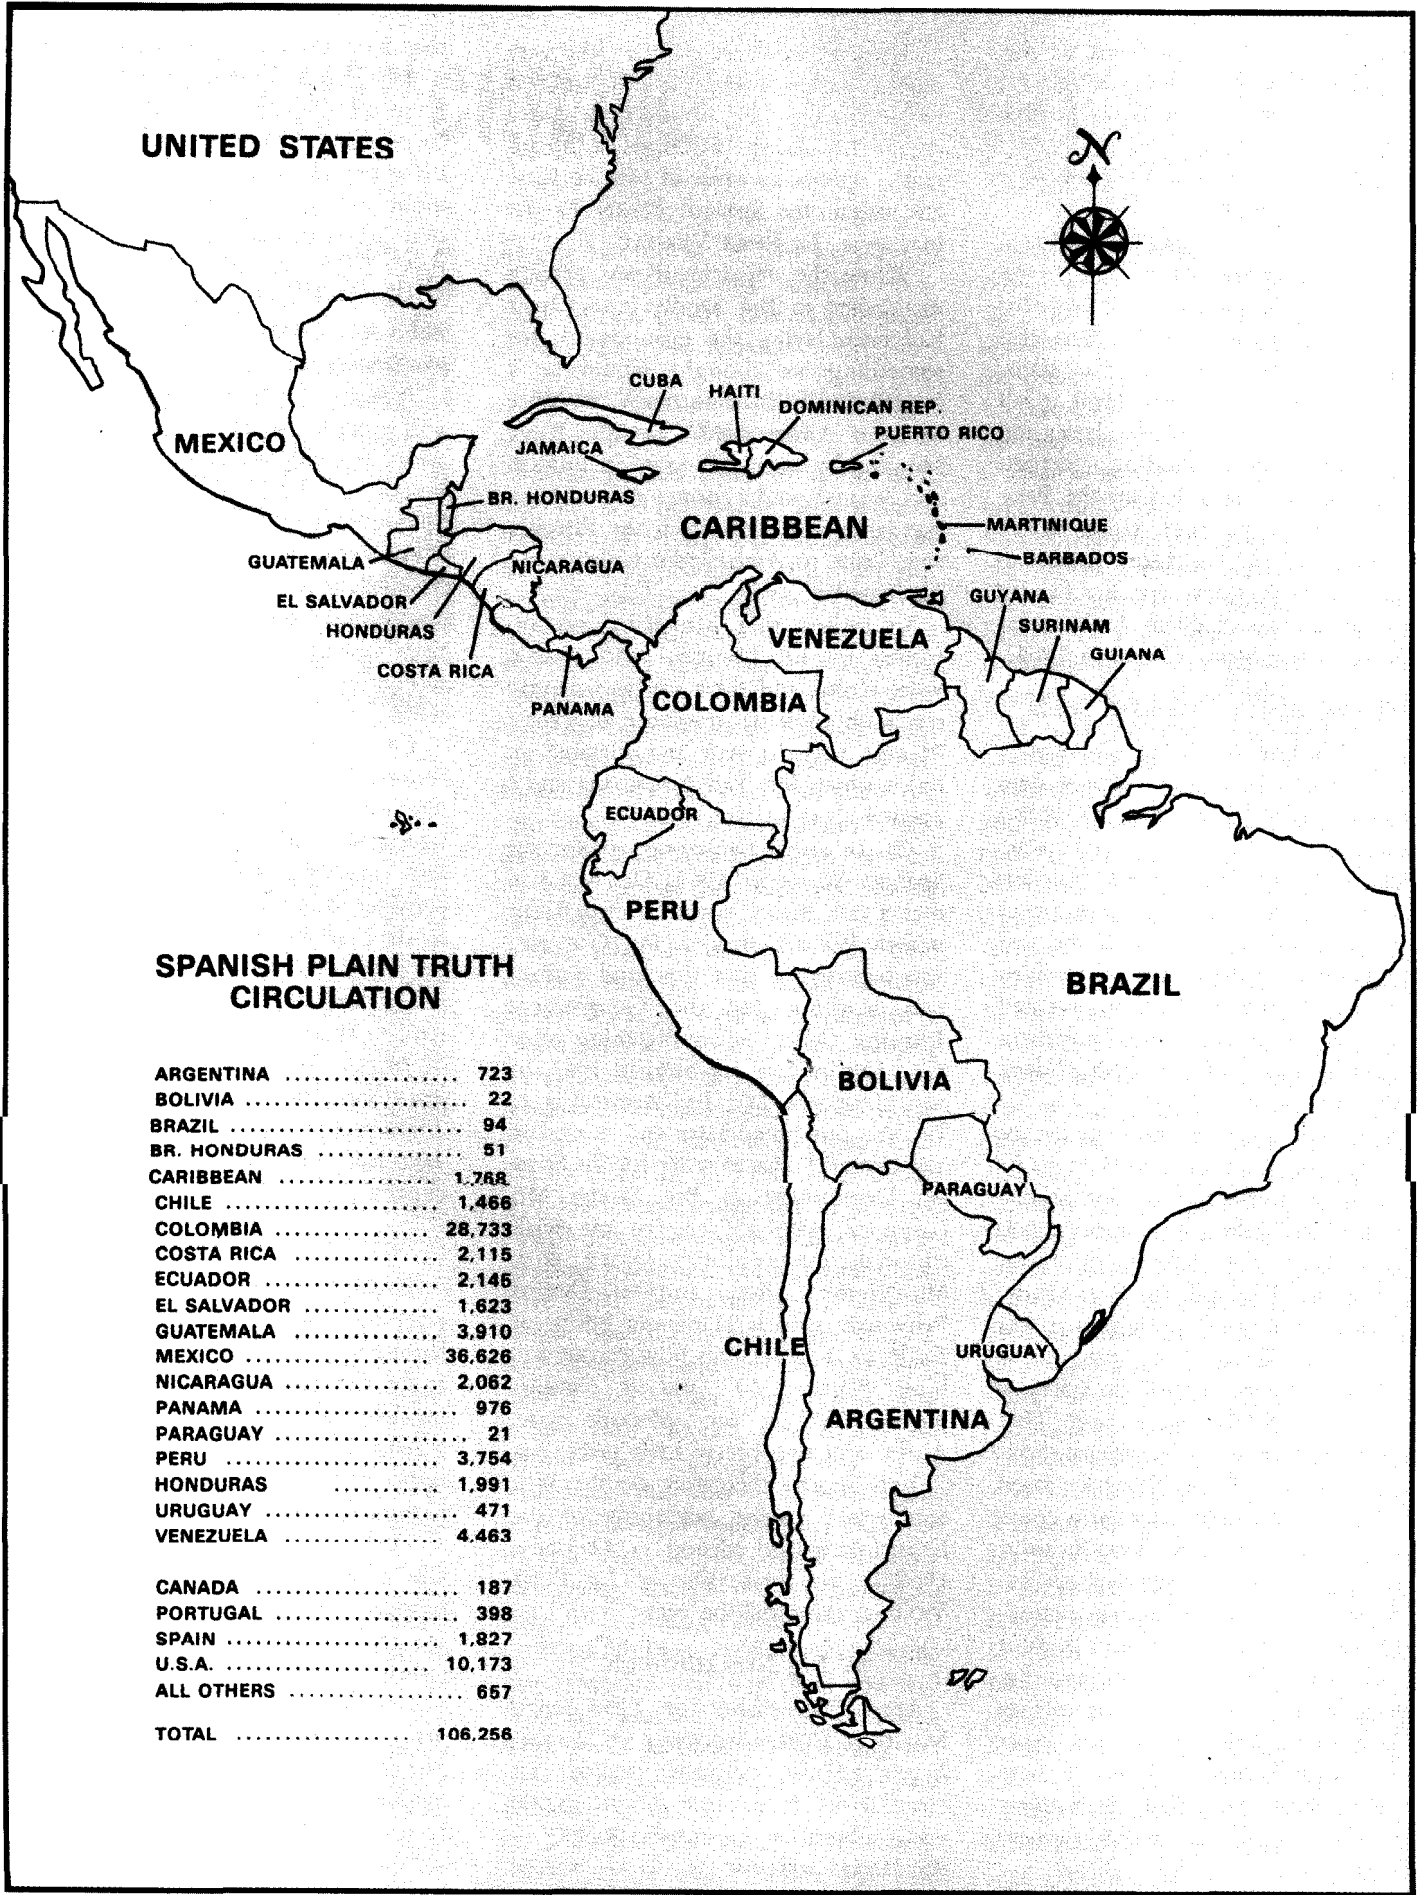 N
UNITED STATES
CUBA
HAITI
DOMINICAN REP.
PUERTO RICO
MEXICO
JAMAICA
BR. HONDURAS
CARIBBEAN
MARTINIQUE
BARBADOS
GUATEMALA
NICARAGUA
EL SALVADOR
GUYANA
HONDURAS
SURINAM
VENEZUELA
GUIANA
COSTA RICA
COLOMBIA
PANAMA
ECUADOR
PERU
BRAZIL
BOLIVIA
PARAGUAY
CHILE
URUGUAY
ARGENTINA
SPANISH PLAIN TRUTH
CIRCULATION
ARGENTINA .................. 723
BOLIVIA ....................... 22
BRAZIL ........................ 94
BR. HONDURAS ............... 51
CARIBBEAN ................ 1,768
CHILE ...................... 1,466
COLOMBIA ................ 28,733
COSTA RICA ............... 2,115
ECUADOR .................. 2,146
EL SALVADOR .............. 1,623
GUATEMALA ............... 3,910
MEXICO ................... 36,626
NICARAGUA ................ 2,062
PANAMA ..................... 976
PARAGUAY .................... 21
PERU ...................... 3,754
HONDURAS ........... 1,991
URUGUAY .................... 471
VENEZUELA ................ 4,463
CANADA ..................... 187
PORTUGAL ................... 398
SPAIN ...................... 1,827
U.S.A. ..................... 10,173
ALL OTHERS .................. 657
TOTAL .................. 106,256